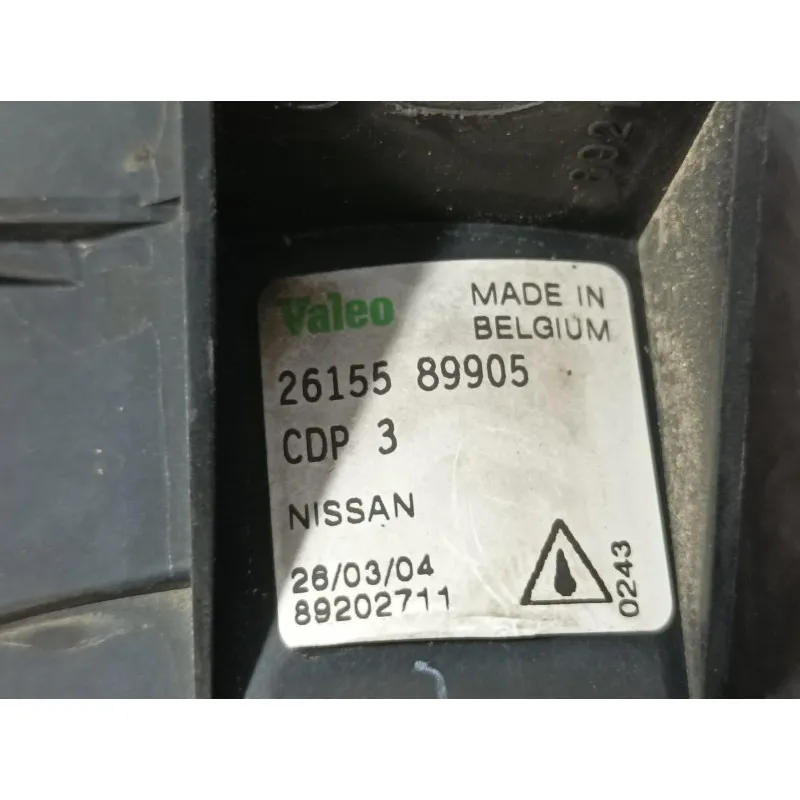 Valeo
MADE IN
BELGIUM
26155 89905
CDP 3
NISSAN
26/03/04
89202711
0243